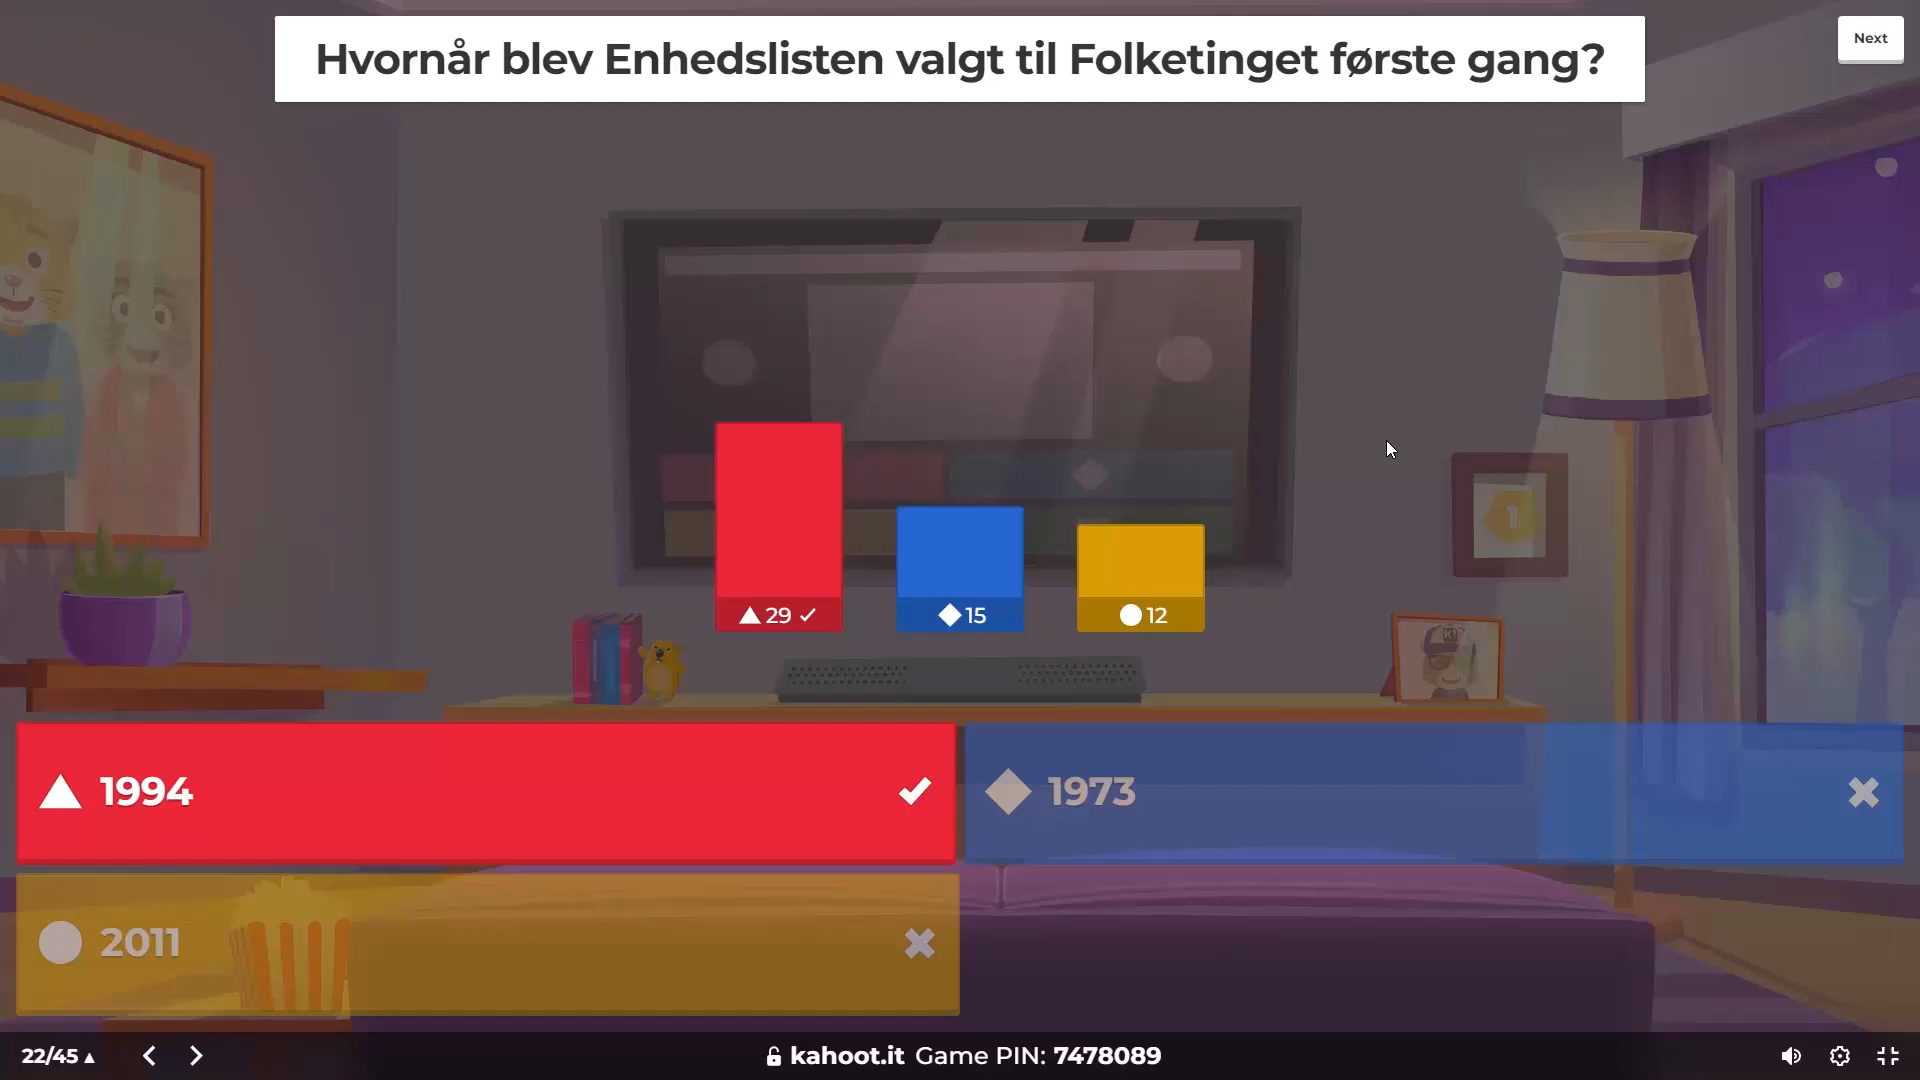 Hvornår blev Enhedslisten valgt til Folketinget første gang?
Next
29
15
12
1994
1973
2011
22/45
kahoot.it Game PIN: 7478089